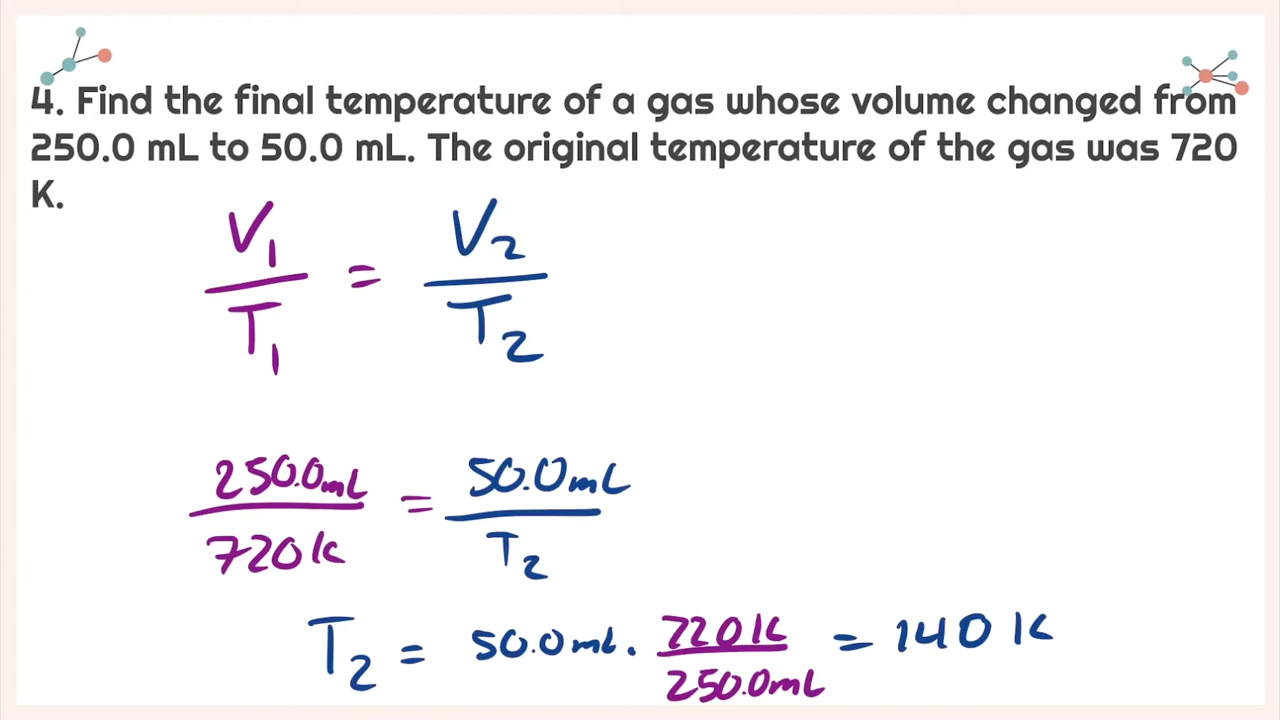 4. Find the final temperature of a gas whose volume changed from
250.0 mL to 50.0 mL. The original temperature of the gas was 720
K.
V₁/T₁ = V₂/T₂
250.0mL/720K = 50.0mL/T₂
T₂ = 50.0mL · 720K/250.0mL = 140 K